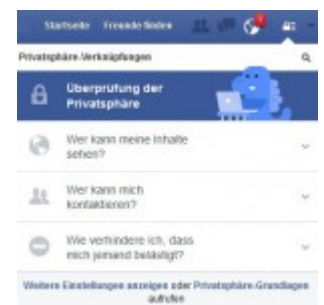 Startseite Freunde finden
Privatsphäre-Verknüpfungen
Überprüfung der
Privatsphäre
Wer kann meine Inhalte
sehen?
Wer kann mich
kontaktieren?
Wie verhindere ich, dass
mich jemand belästigt?
Weitere Einstellungen anzeigen oder Privatsphäre-Grundlagen
aufrufen